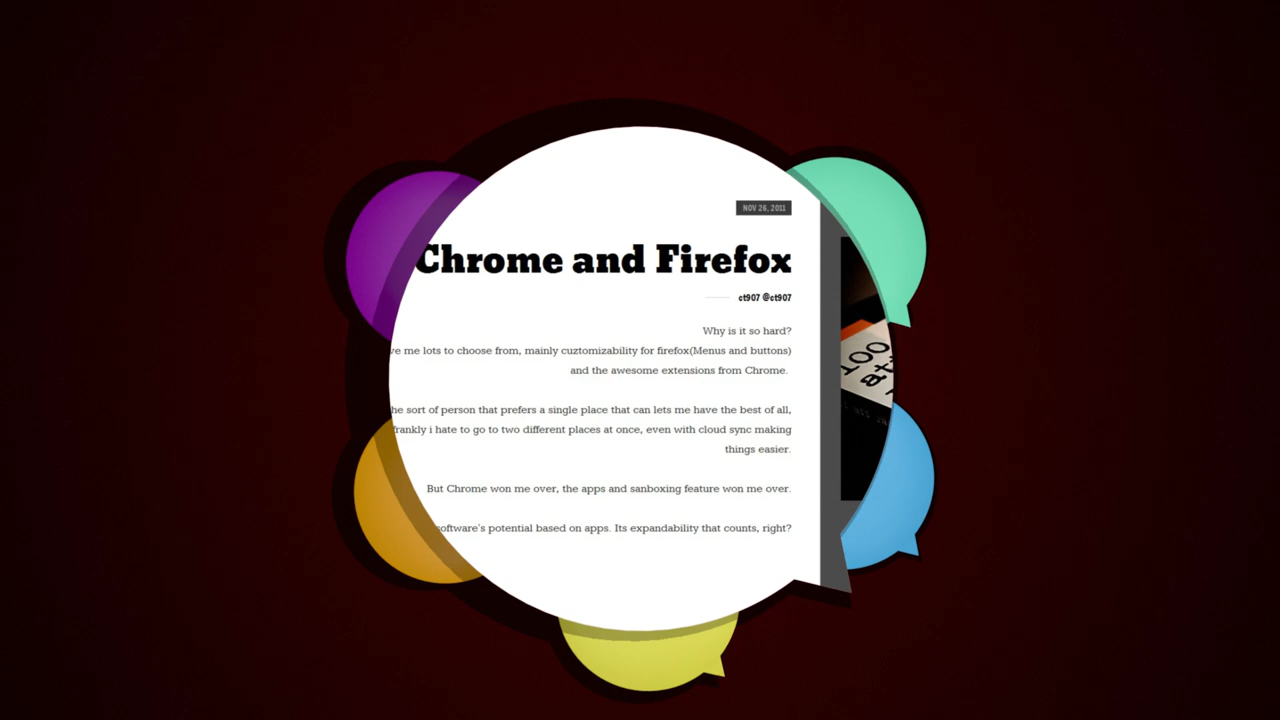 NOV 26, 2011
Chrome and Firefox
ct907 @ct907
Why is it so hard?
ve me lots to choose from, mainly cuztomizability for firefox(Menus and buttons)
and the awesome extensions from Chrome.
he sort of person that prefers a single place that can lets me have the best of all,
frankly i hate to go to two different places at once, even with cloud sync making
things easier.
But Chrome won me over, the apps and sanboxing feature won me over.
software's potential based on apps. Its expandability that counts, right?
100
at